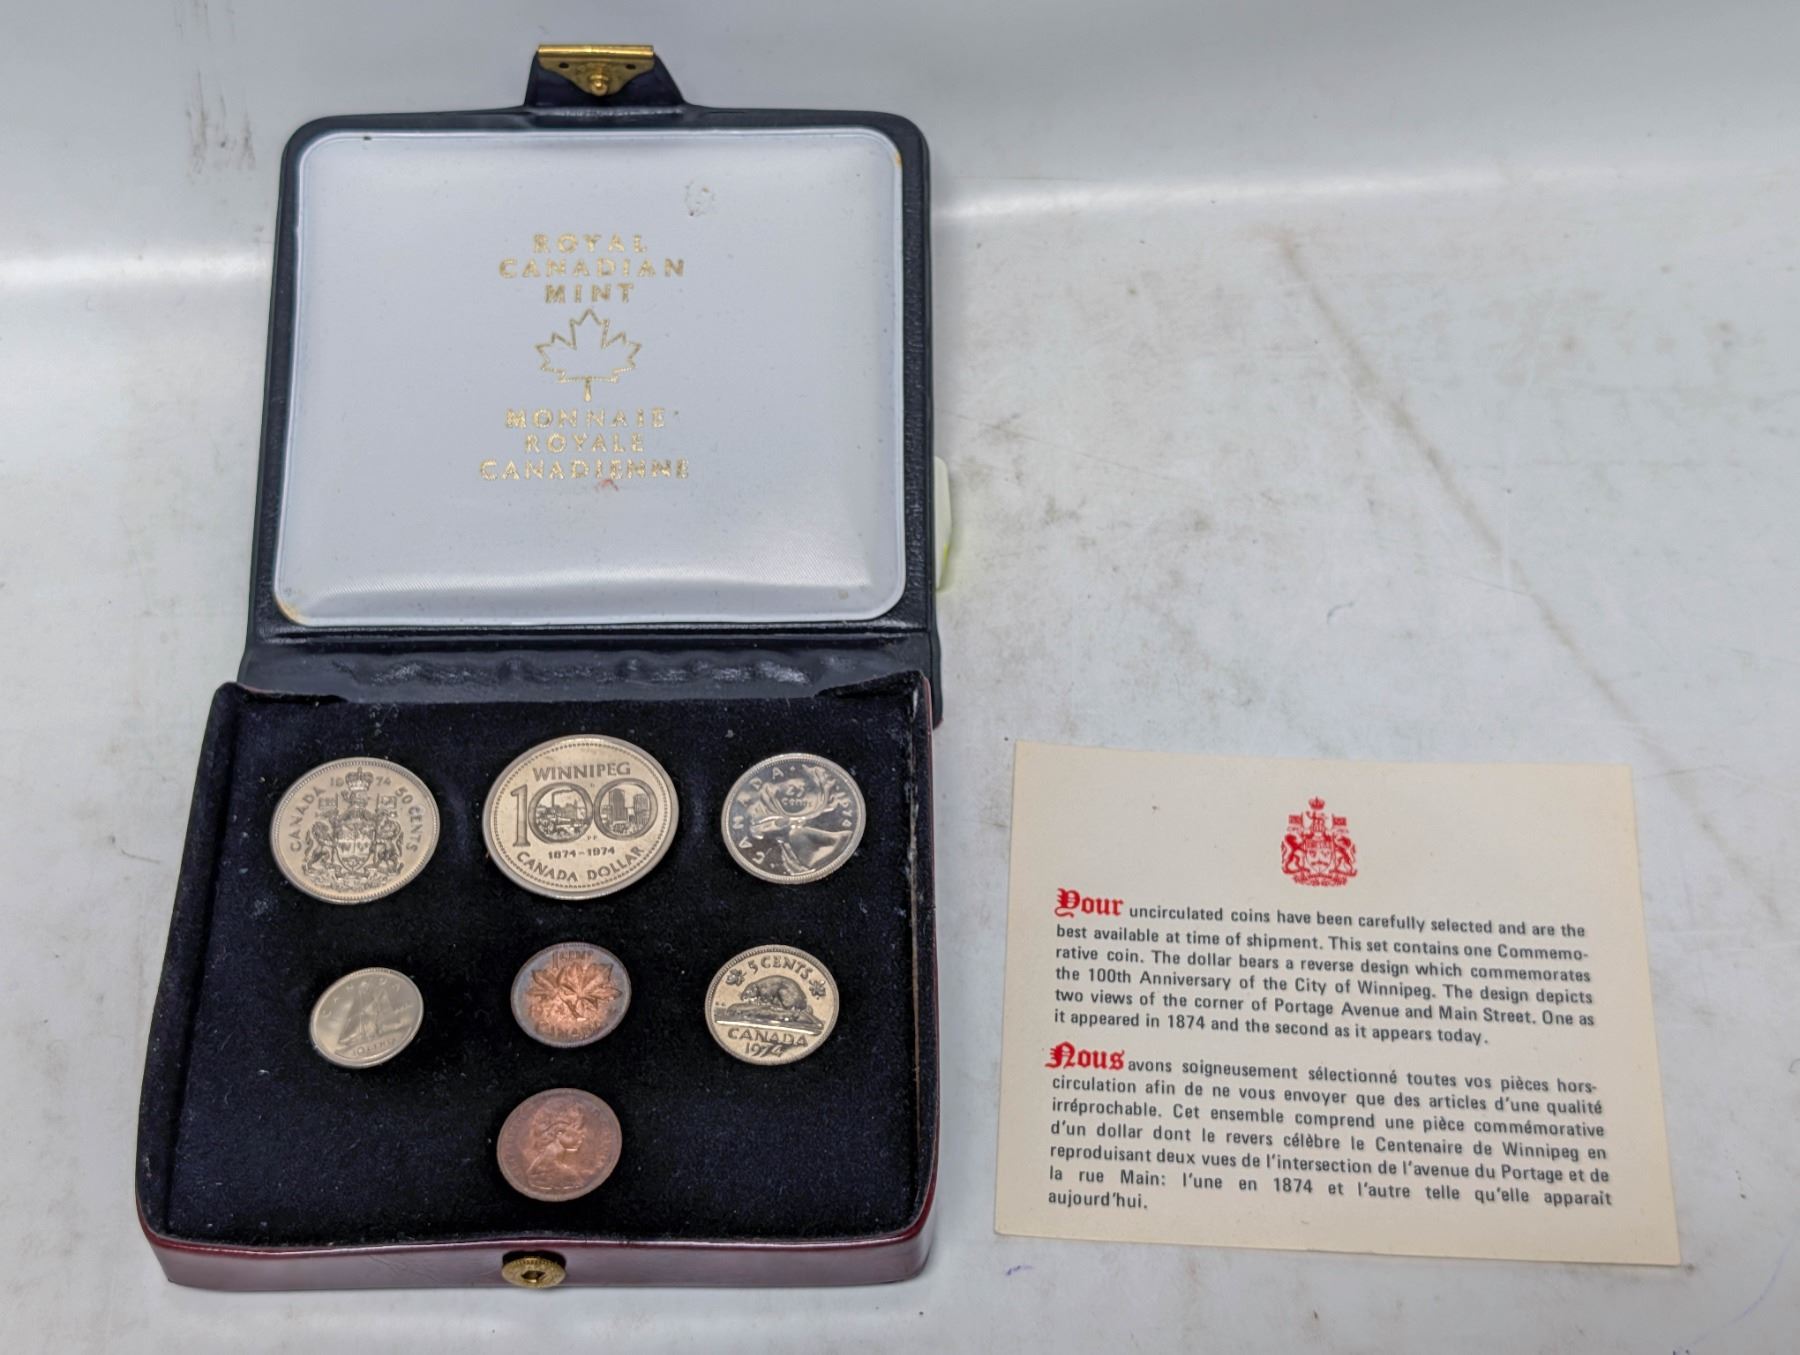 ROYAL
CANADIAN
MINT
MONNAIE
ROYALE
CANADIENNE
CANADA 1974 50 CENTS
WINNIPEG
100
1874-1974
CANADA DOLLAR
CANADA 1974
25
CENTS
CANADA
1 CENT
CANADA
5 CENTS
CANADA
1974
Your uncirculated coins have been carefully selected and are the
best available at time of shipment. This set contains one Commemo-
rative coin. The dollar bears a reverse design which commemorates
the 100th Anniversary of the City of Winnipeg. The design depicts
two views of the corner of Portage Avenue and Main Street. One as
it appeared in 1874 and the second as it appears today.
Nous avons soigneusement sélectionné toutes vos pièces hors-
circulation afin de ne vous envoyer que des articles d'une qualité
irréprochable. Cet ensemble comprend une pièce commémorative
d'un dollar dont le revers célèbre le Centenaire de Winnipeg en
reproduisant deux vues de l'intersection de l'avenue du Portage et de
la rue Main: l'une en 1874 et l'autre telle qu'elle apparaît
aujourd'hui.